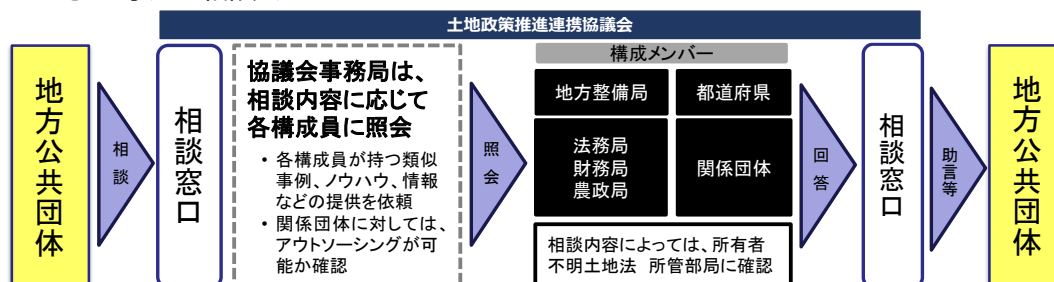 土地政策推進連携協議会
地方公共団体
相談
相談窓口
協議会事務局は、
相談内容に応じて
各構成員に照会
• 各構成員が持つ類似
事例、ノウハウ、情報
などの提供を依頼
• 関係団体に対しては、
アウトソーシングが可
能か確認
照会
構成メンバー
地方整備局
都道府県
法務局
財務局
農政局
関係団体
相談内容によっては、所有者
不明土地法 所管部局に確認
回答
相談窓口
助言等
地方公共団体